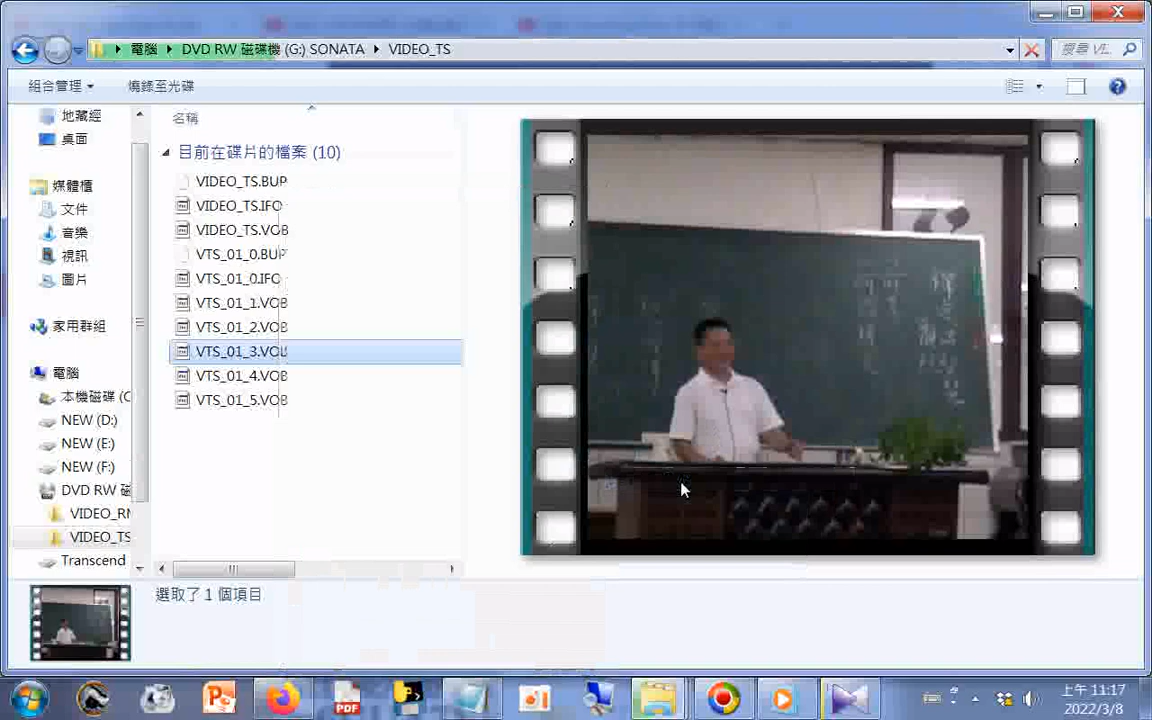 電腦 DVD RW 磁碟機 (G:) SONATA VIDEO_TS
搜尋 VI...
組合管理 燒錄至光碟
地藏經
桌面
媒體櫃
文件
音樂
視訊
圖片
家用群組
電腦
本機磁碟 (C
NEW (D:)
NEW (E:)
NEW (F:)
DVD RW 磁
VIDEO_RM
VIDEO_TS
Transcend
名稱
目前在碟片的檔案 (10)
VIDEO_TS.BUP
VIDEO_TS.IFO
VIDEO_TS.VOB
VTS_01_0.BUP
VTS_01_0.IFO
VTS_01_1.VOB
VTS_01_2.VOB
VTS_01_3.VOB
VTS_01_4.VOB
VTS_01_5.VOB
選取了 1 個項目
PDF
上午 11:17
2022/3/8